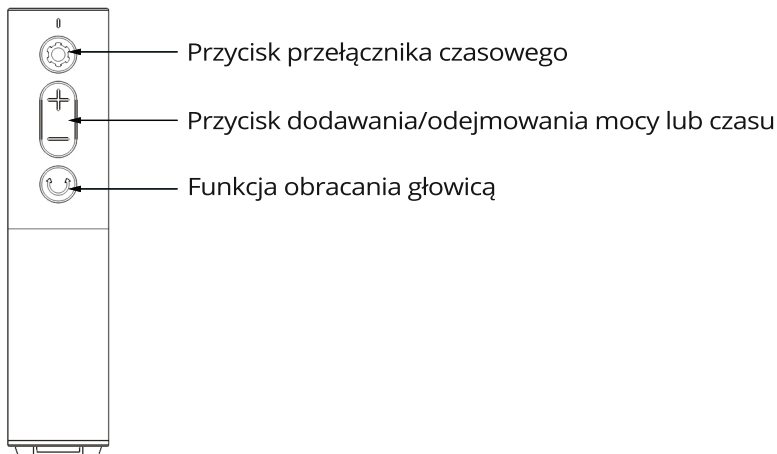 Przycisk przełącznika czasowego
Przycisk dodawania/odejmowania mocy lub czasu
Funkcja obracania głowicą